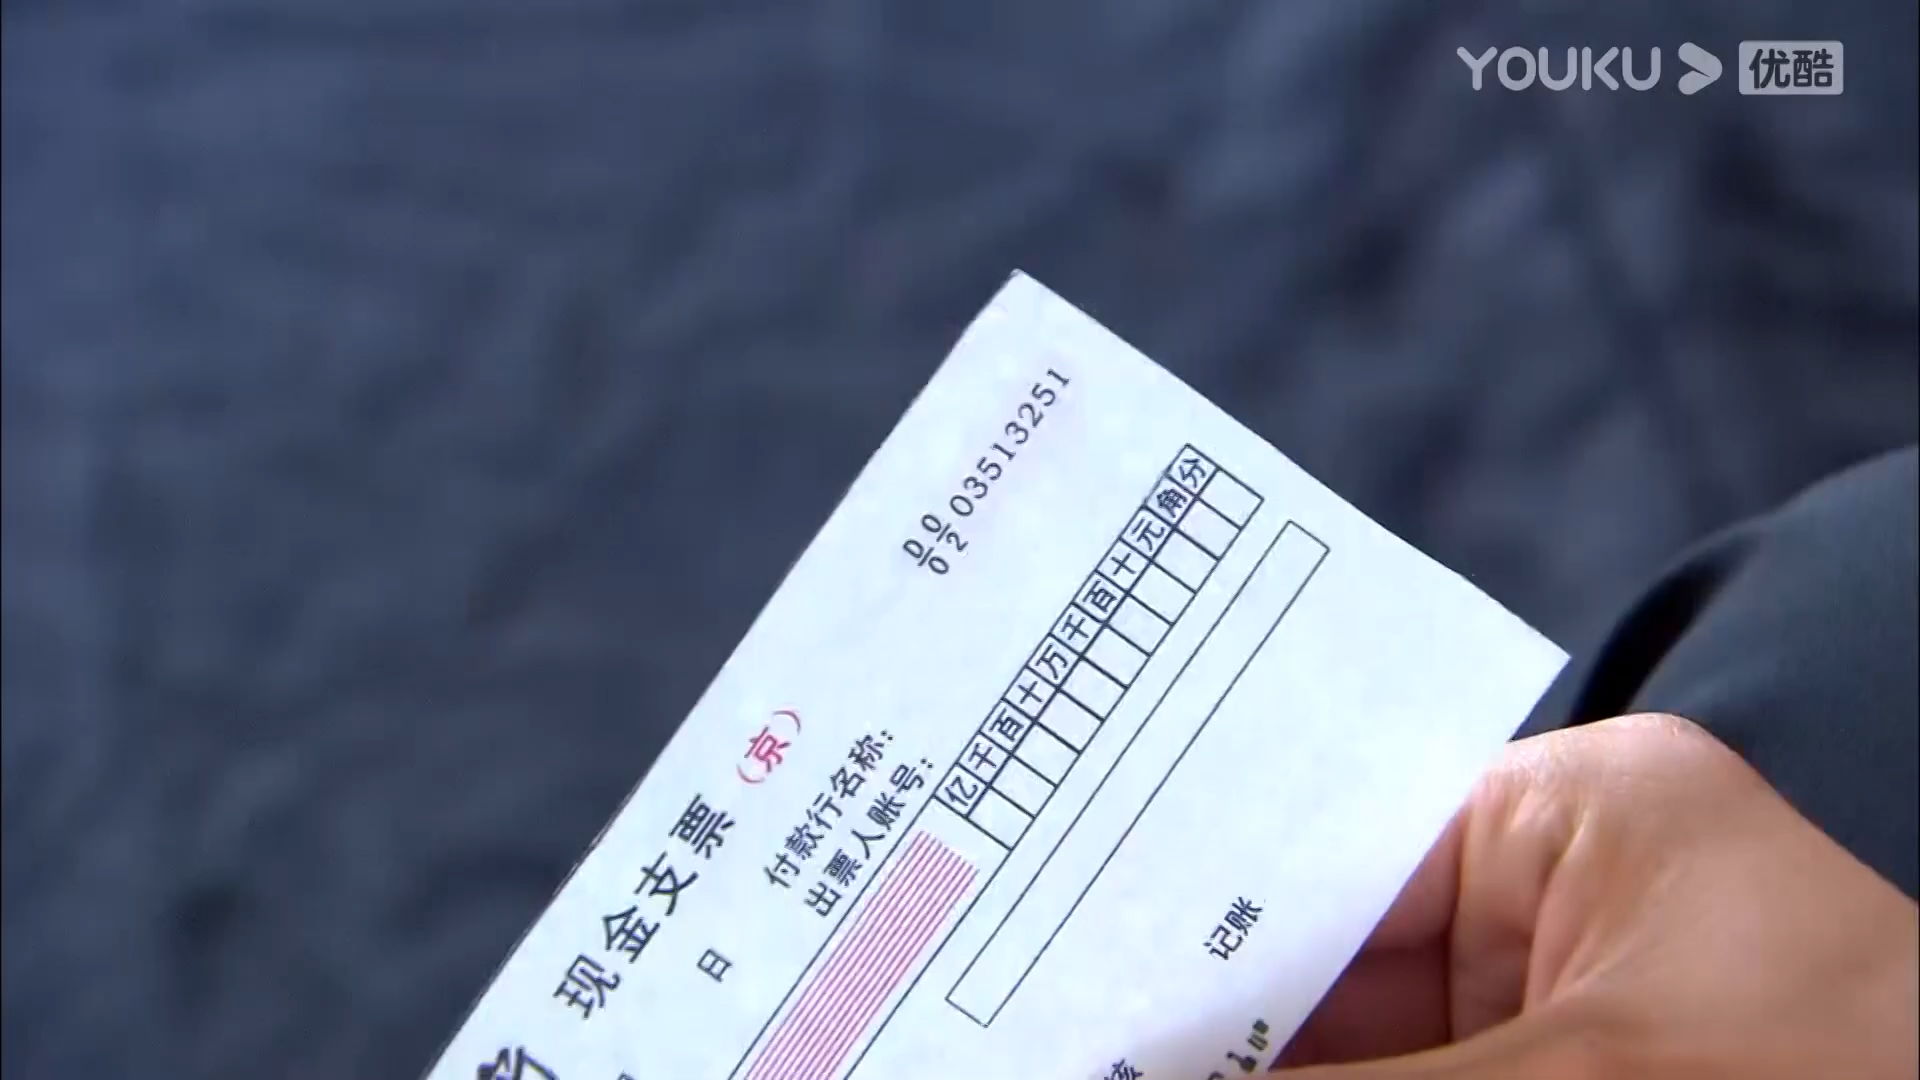 YOUKU 优酷
D0/02 03513251
现金支票（京）
付款行名称：
日 出票人账号：
亿千百十万千百十元角分
记账